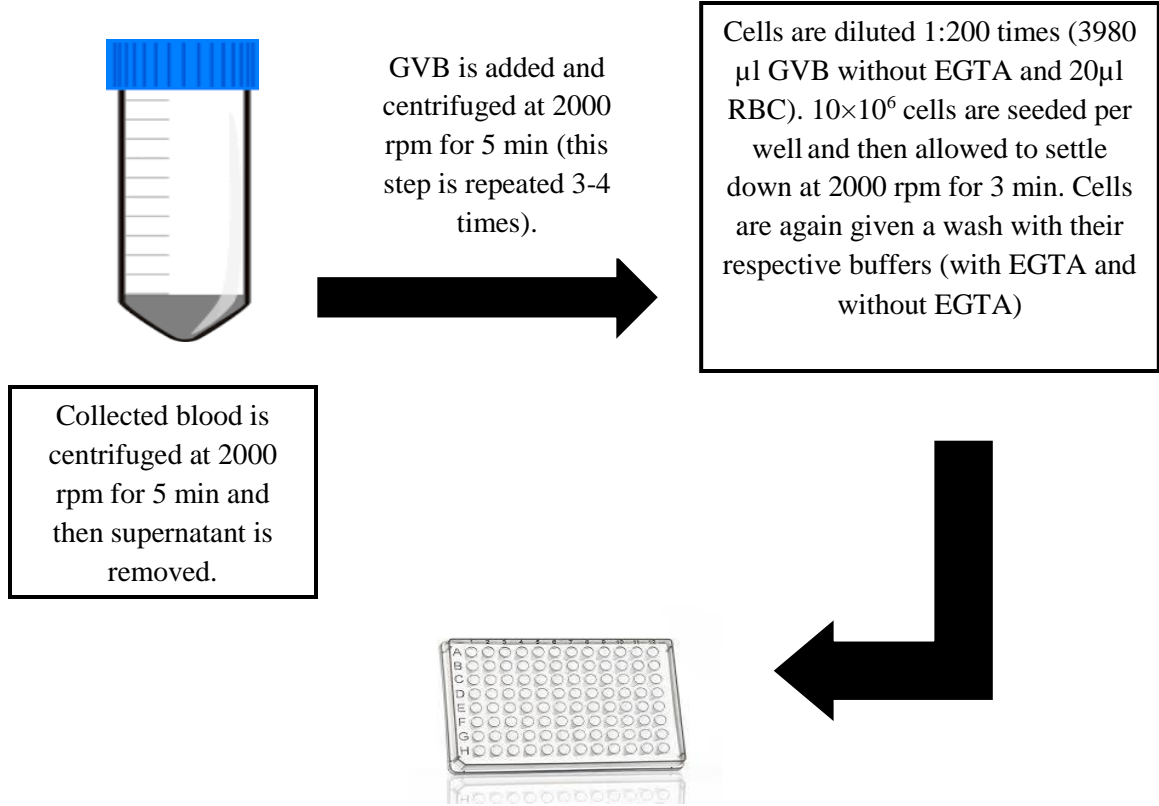 Collected blood is
centrifuged at 2000
rpm for 5 min and
then supernatant is
removed.
GVB is added and
centrifuged at 2000
rpm for 5 min (this
step is repeated 3-4
times).
Cells are diluted 1:200 times (3980
µl GVB without EGTA and 20µl
RBC). 10×10⁶ cells are seeded per
well and then allowed to settle
down at 2000 rpm for 3 min. Cells
are again given a wash with their
respective buffers (with EGTA and
without EGTA)
1 2 3 4 5 6 7 8 9 10 11 12
A
B
C
D
E
F
G
H